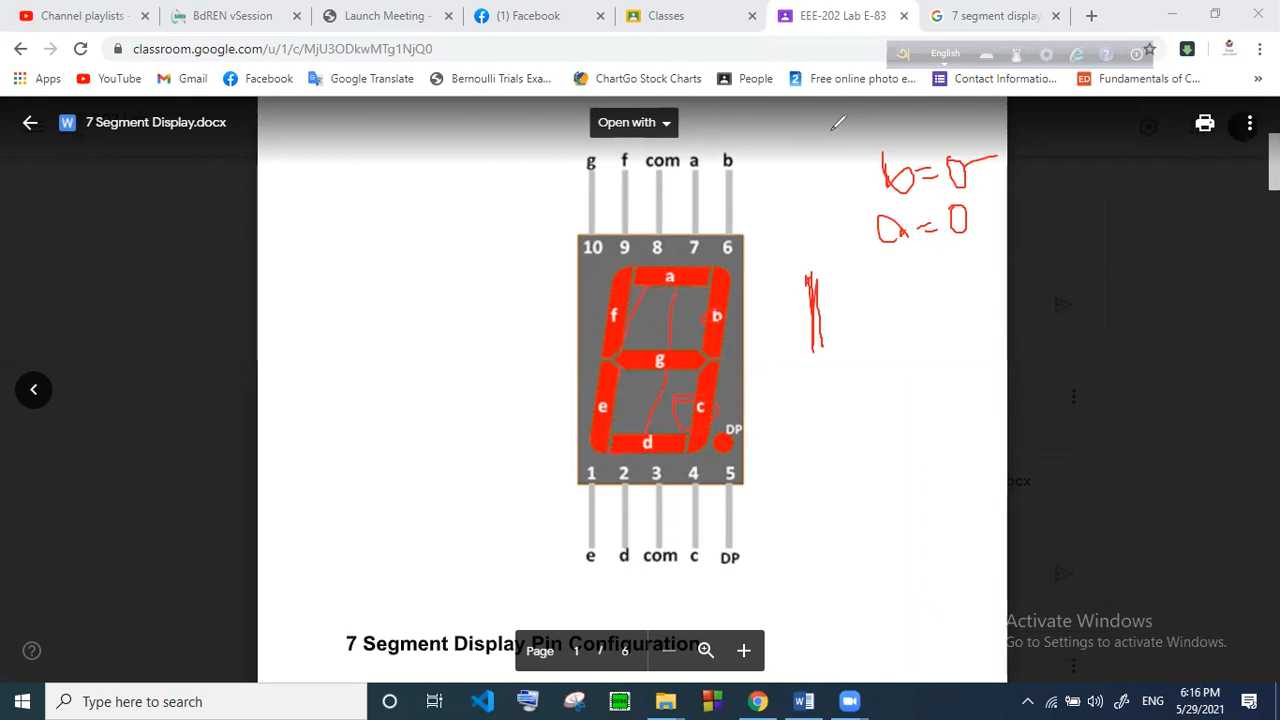 Channel playlists - Y
BdREN vSession
Launch Meeting -
(1) Facebook
Classes
EEE-202 Lab E-83
7 segment display
classroom.google.com/u/1/c/MjU3ODkwMTg1NjQ0
English
Apps YouTube Gmail Facebook Google Translate Bernoulli Trials Exa... ChartGo Stock Charts People Free online photo e... Contact Informatio... Fundamentals of C...
W 7 Segment Display.docx
Open with
g f com a b
b=0
a=0
10 9 8 7 6
a
f b
g
e c
d
DP
1 2 3 4 5
e d com c DP
ocx
Activate Windows
Go to Settings to activate Windows.
7 Segment Display Pin Configuration
Page 1 / 6
Type here to search
ENG
6:16 PM
5/29/2021